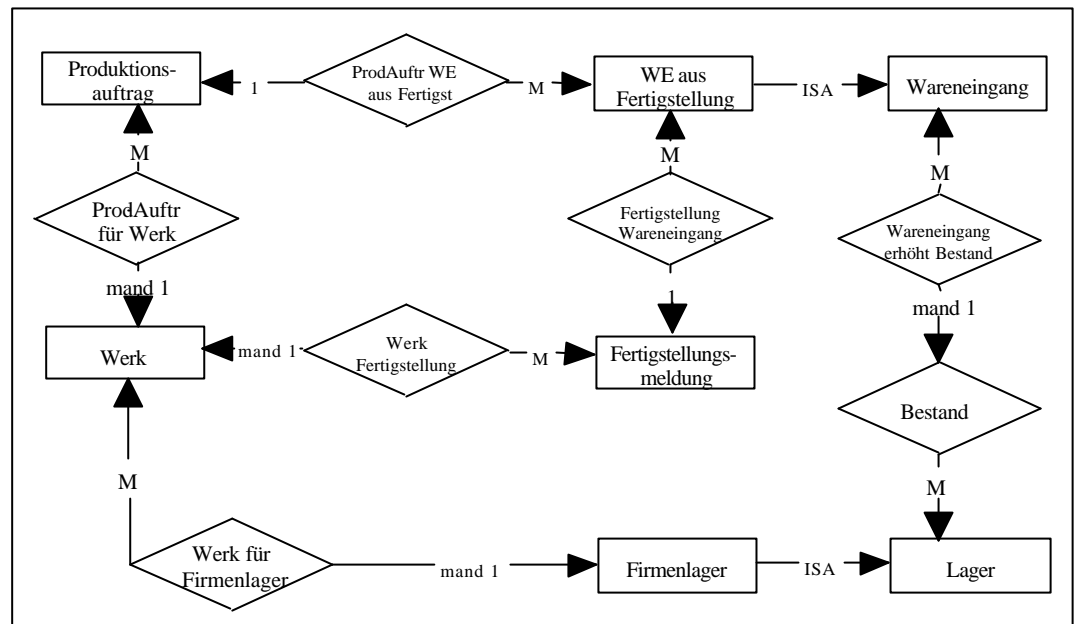 Produktions-
auftrag
1
ProdAuftr WE
aus Fertigst
M
WE aus
Fertigstellung
ISA
Wareneingang
M
M
M
ProdAuftr
für Werk
Fertigstellung
Wareneingang
Wareneingang
erhöht Bestand
mand 1
1
mand 1
Werk
mand 1
Werk
Fertigstellung
M
Fertigstellungs-
meldung
Bestand
M
M
Werk für
Firmenlager
mand 1
Firmenlager
ISA
Lager